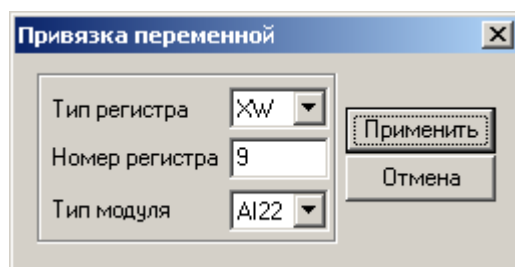 Привязка переменной
Тип регистра XW
Номер регистра 9
Тип модуля AI22
Применить
Отмена